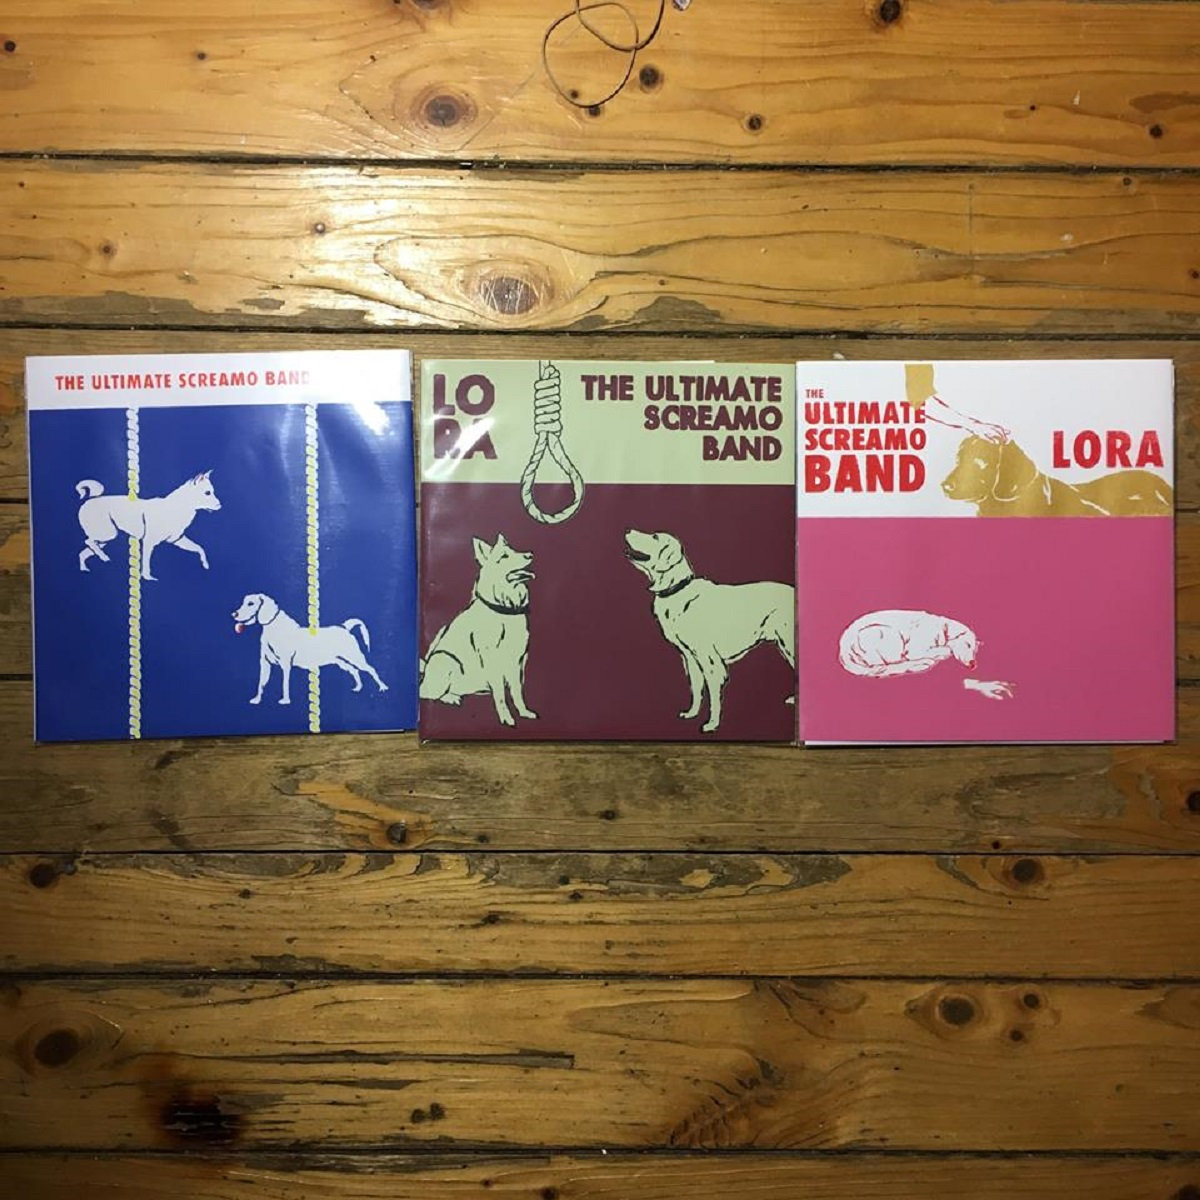 THE ULTIMATE SCREAMO BAND
LO
RA
THE ULTIMATE
SCREAMO
BAND
THE
ULTIMATE
SCREAMO
BAND
LORA